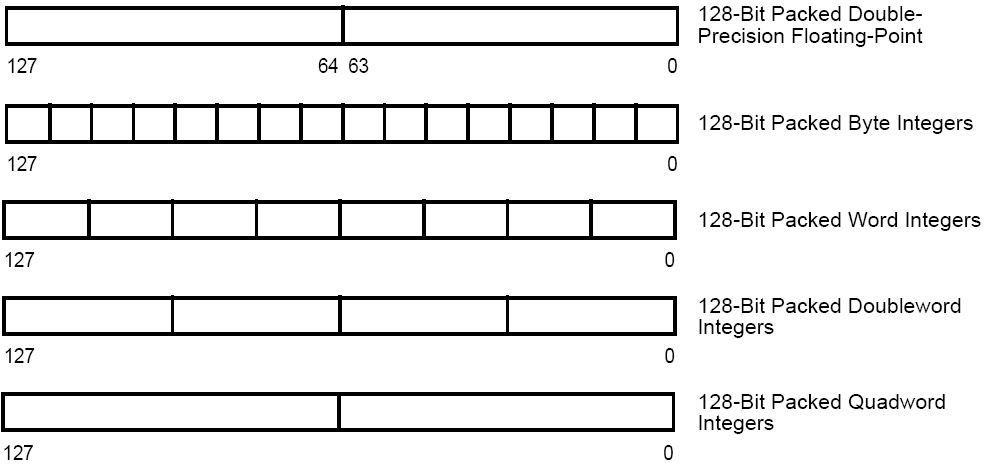 128-Bit Packed Double-
Precision Floating-Point
127 64 63 0
128-Bit Packed Byte Integers
127 0
128-Bit Packed Word Integers
127 0
128-Bit Packed Doubleword
Integers
127 0
128-Bit Packed Quadword
Integers
127 0